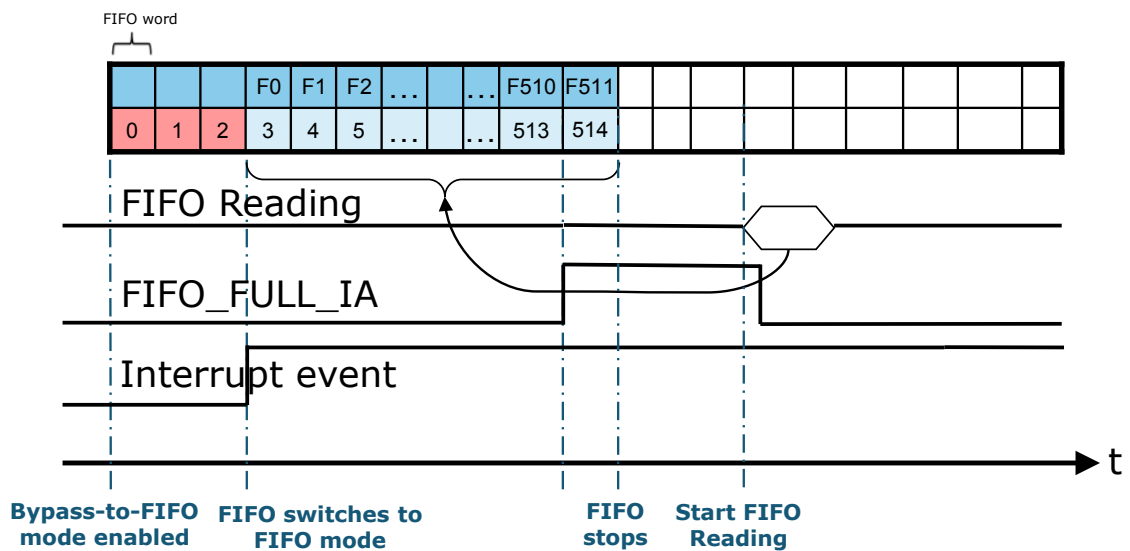 FIFO word
F0 F1 F2 ... ... F510 F511
0 1 2 3 4 5 ... ... 513 514
FIFO Reading
FIFO_FULL_IA
Interrupt event
t
Bypass-to-FIFO
mode enabled
FIFO switches to
FIFO mode
FIFO
stops
Start FIFO
Reading